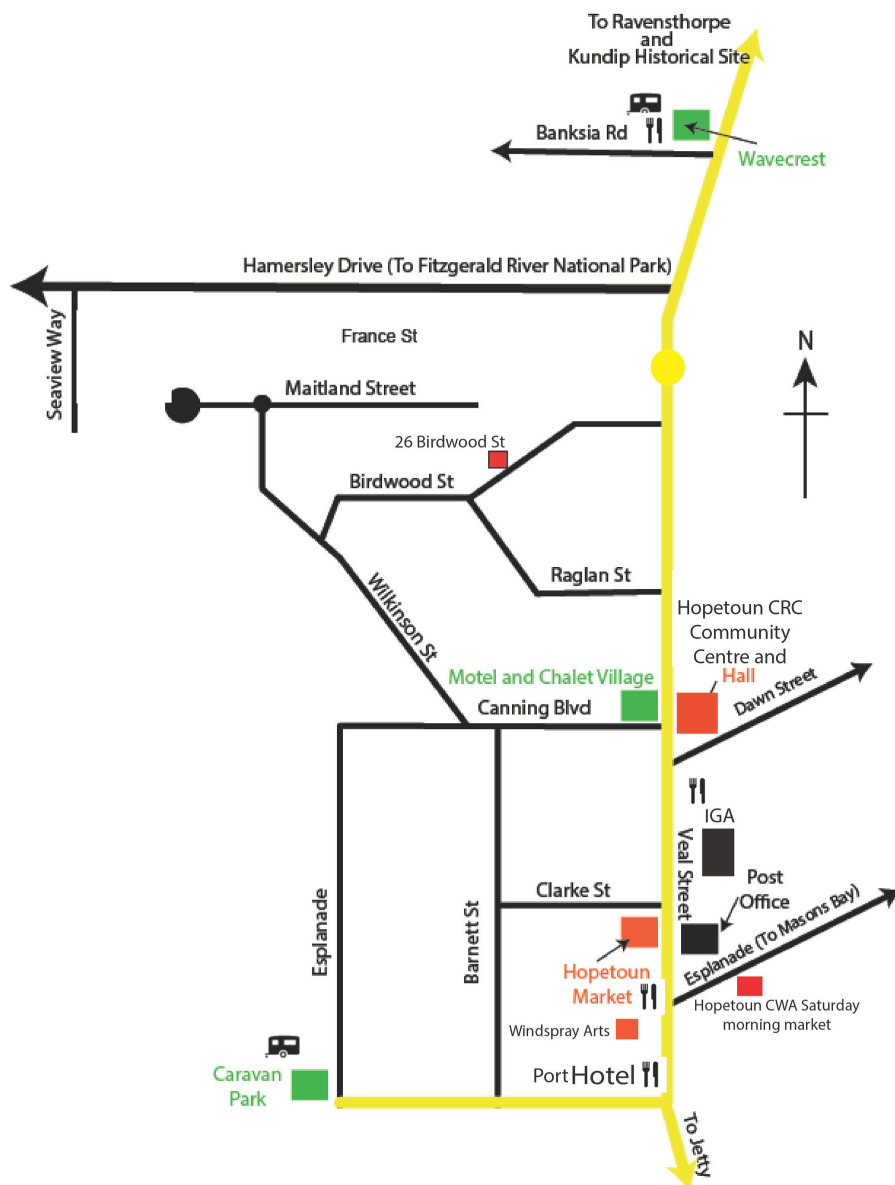 To Ravensthorpe
and
Kundip Historical Site
Banksia Rd
Wavecrest
Hamersley Drive (To Fitzgerald River National Park)
Seaview Way
France St
N
Maitland Street
26 Birdwood St
Birdwood St
Raglan St
Wilkinson St
Hopetoun CRC
Community
Centre and
Hall
Motel and Chalet Village
Canning Blvd
Dawn Street
IGA
Veal Street
Post
Office
Clarke St
Esplanade
Barnett St
Esplanade (To Masons Bay)
Hopetoun
Market
Hopetoun CWA Saturday
morning market
Windspray Arts
Port Hotel
Caravan
Park
To Jetty